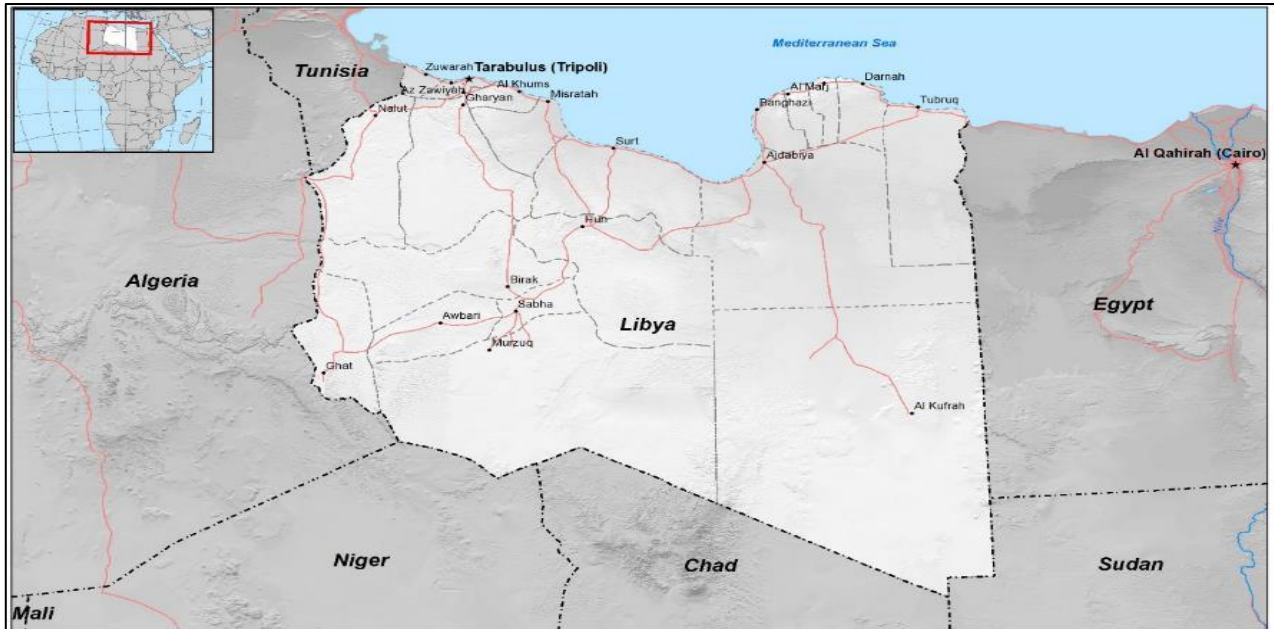 Mediterranean Sea
Tunisia
Zuwarah
Tarabulus (Tripoli)
Az Zawiyah
Al Khums
Gharyan
Misratah
Nalut
Surt
Banghazi
Al Marj
Darnah
Tubruq
Ajdabiya
Al Qahirah (Cairo)
Nile
Hun
Algeria
Birak
Sabha
Awbari
Murzuq
Libya
Egypt
Ghat
Al Kufrah
Niger
Chad
Sudan
Mali